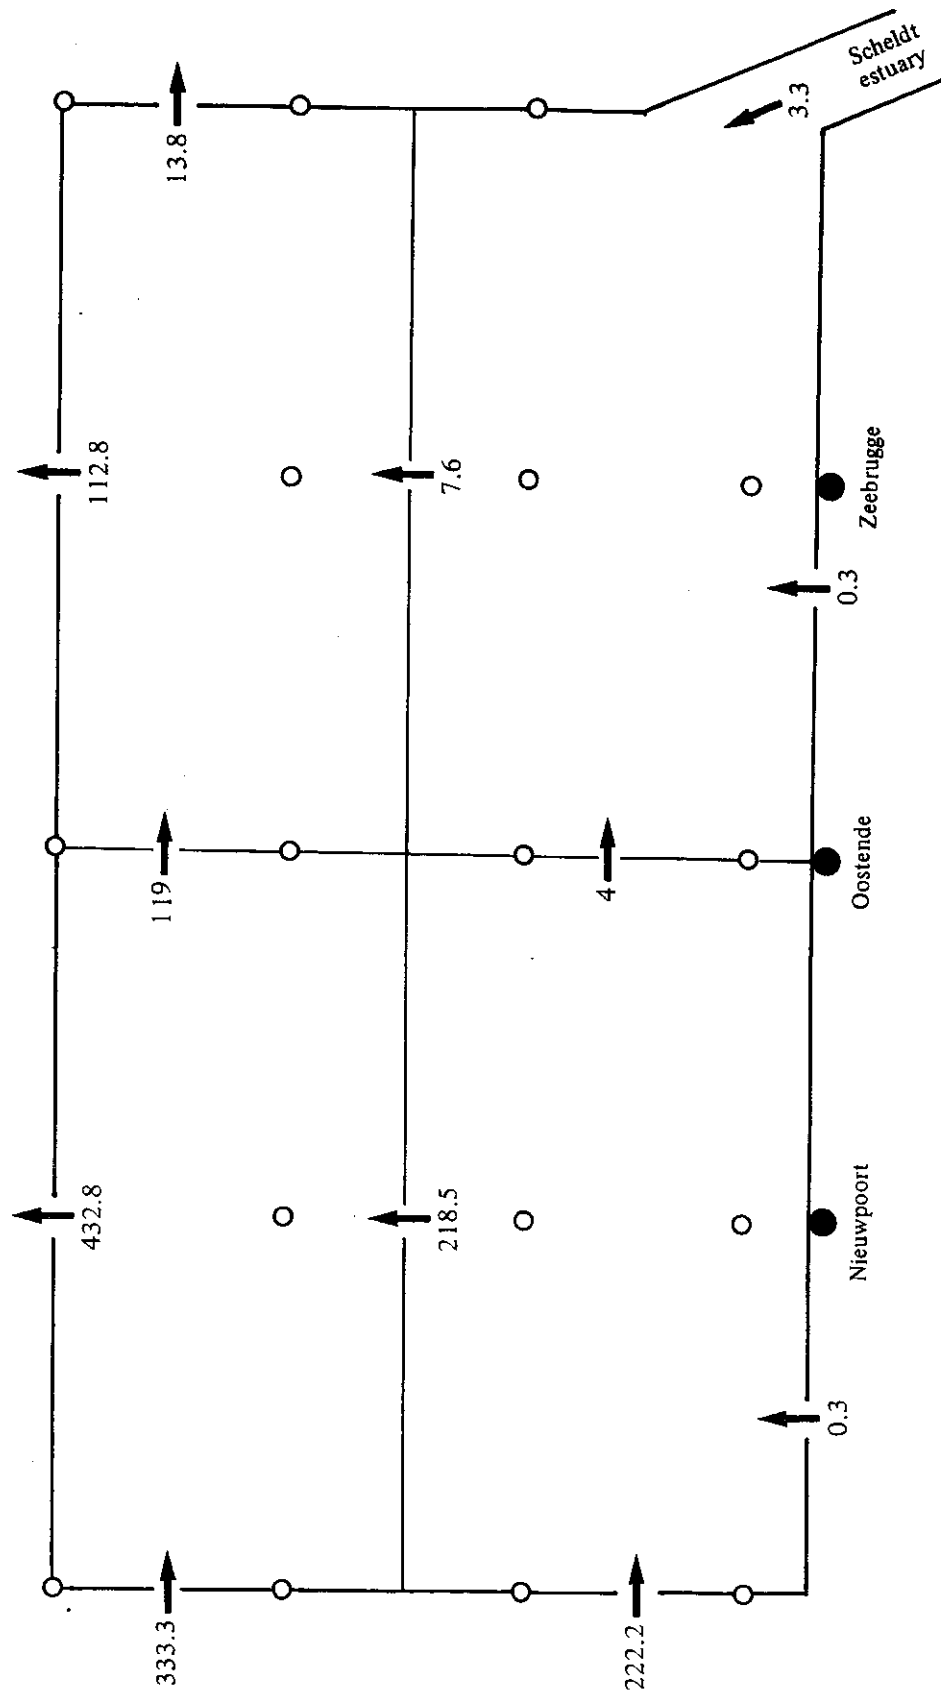 432.8
112.8
333.3
119
13.8
218.5
7.6
222.2
4
3.3
Scheldt
estuary
0.3
0.3
Nieuwpoort
Oostende
Zeebrugge